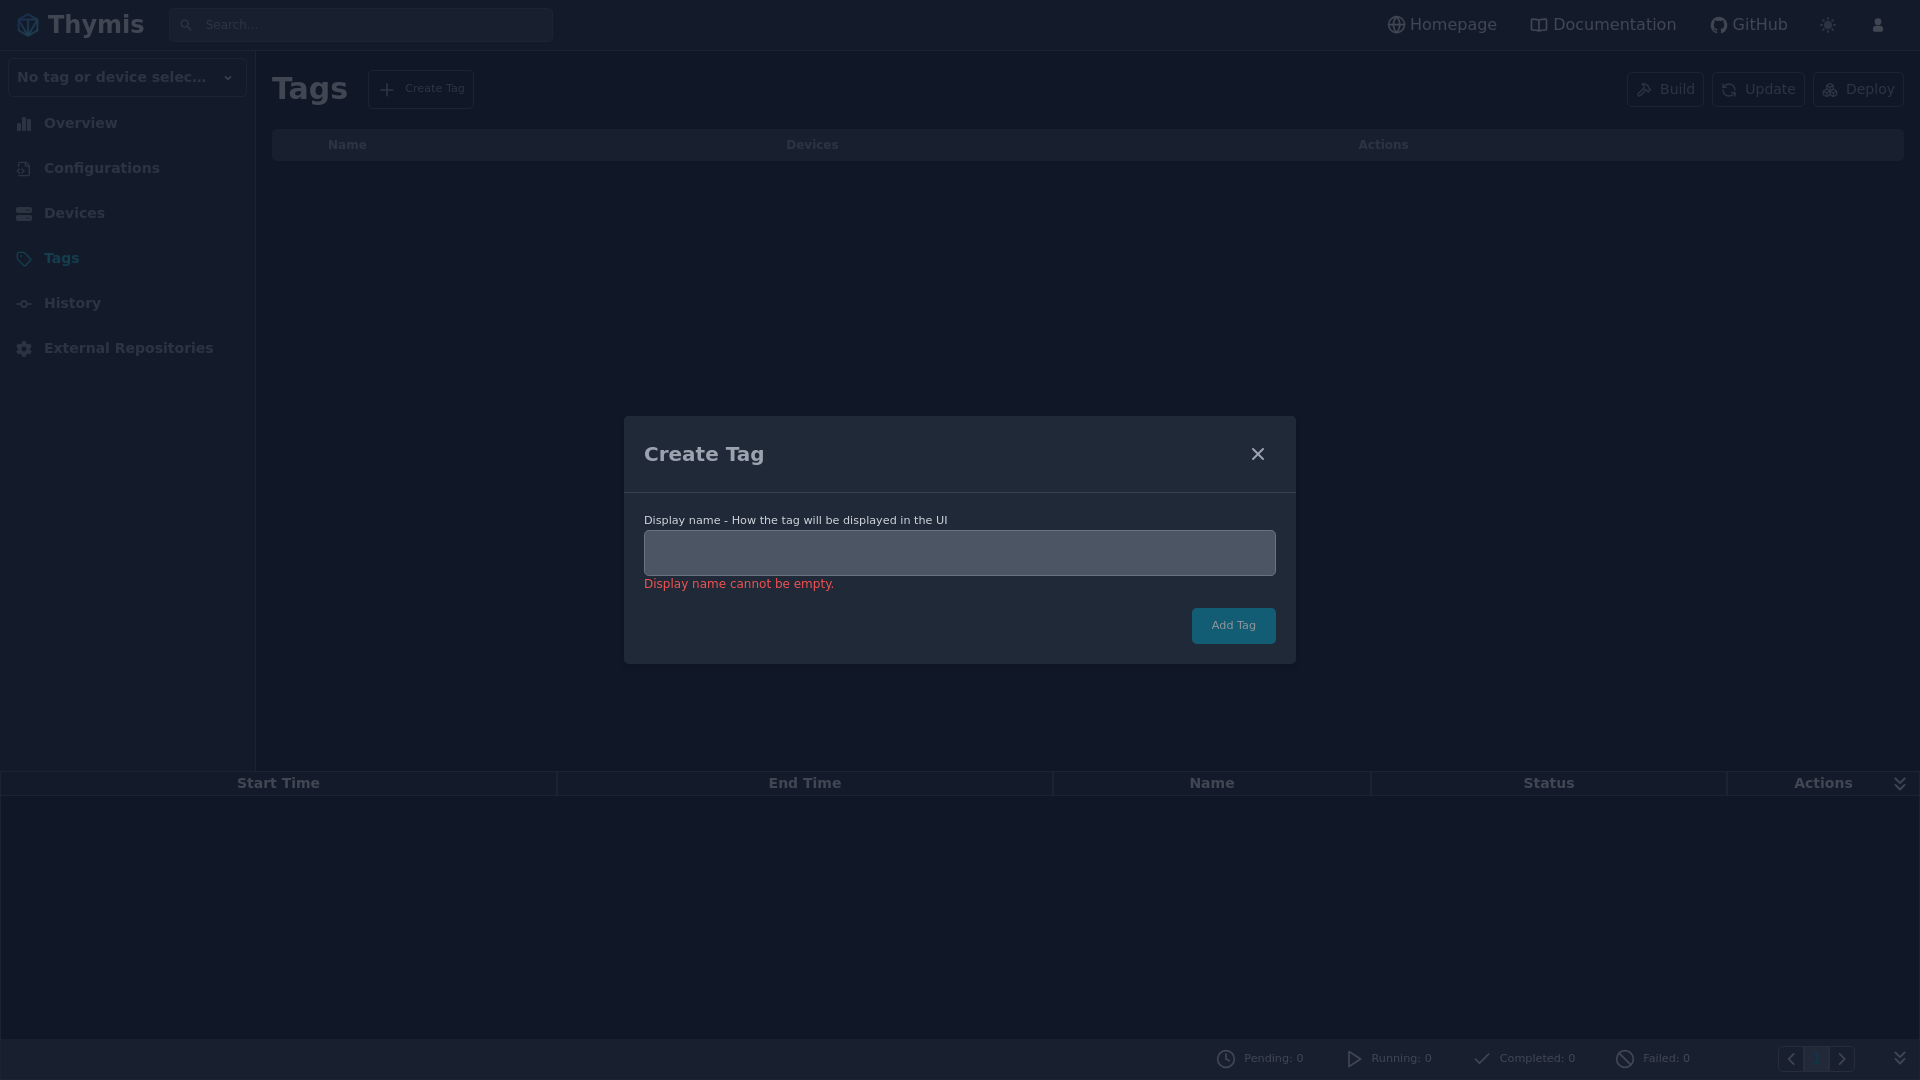 Thymis
Search...
Homepage
Documentation
GitHub
No tag or device selec...
Overview
Configurations
Devices
Tags
History
External Repositories
Tags
Create Tag
Build
Update
Deploy
Name
Devices
Actions
Create Tag
Display name - How the tag will be displayed in the UI
Display name cannot be empty.
Add Tag
Start Time
End Time
Name
Status
Actions
Pending: 0
Running: 0
Completed: 0
Failed: 0